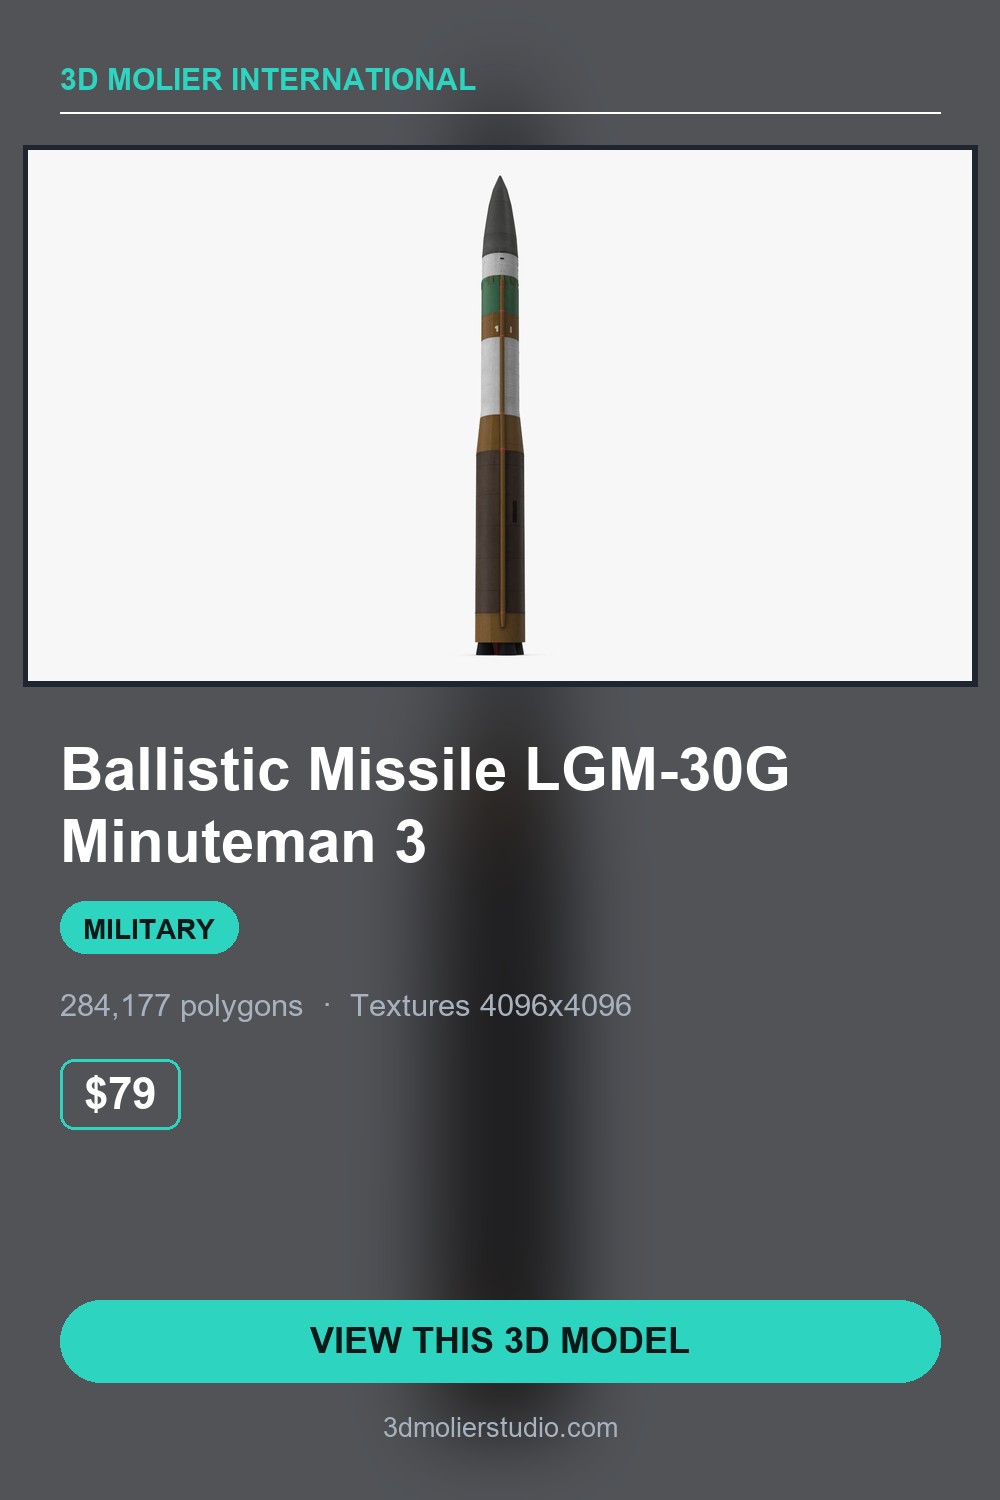 3D MOLIER INTERNATIONAL
Ballistic Missile LGM-30G
Minuteman 3
MILITARY
284,177 polygons · Textures 4096x4096
$79
VIEW THIS 3D MODEL
3dmolierstudio.com